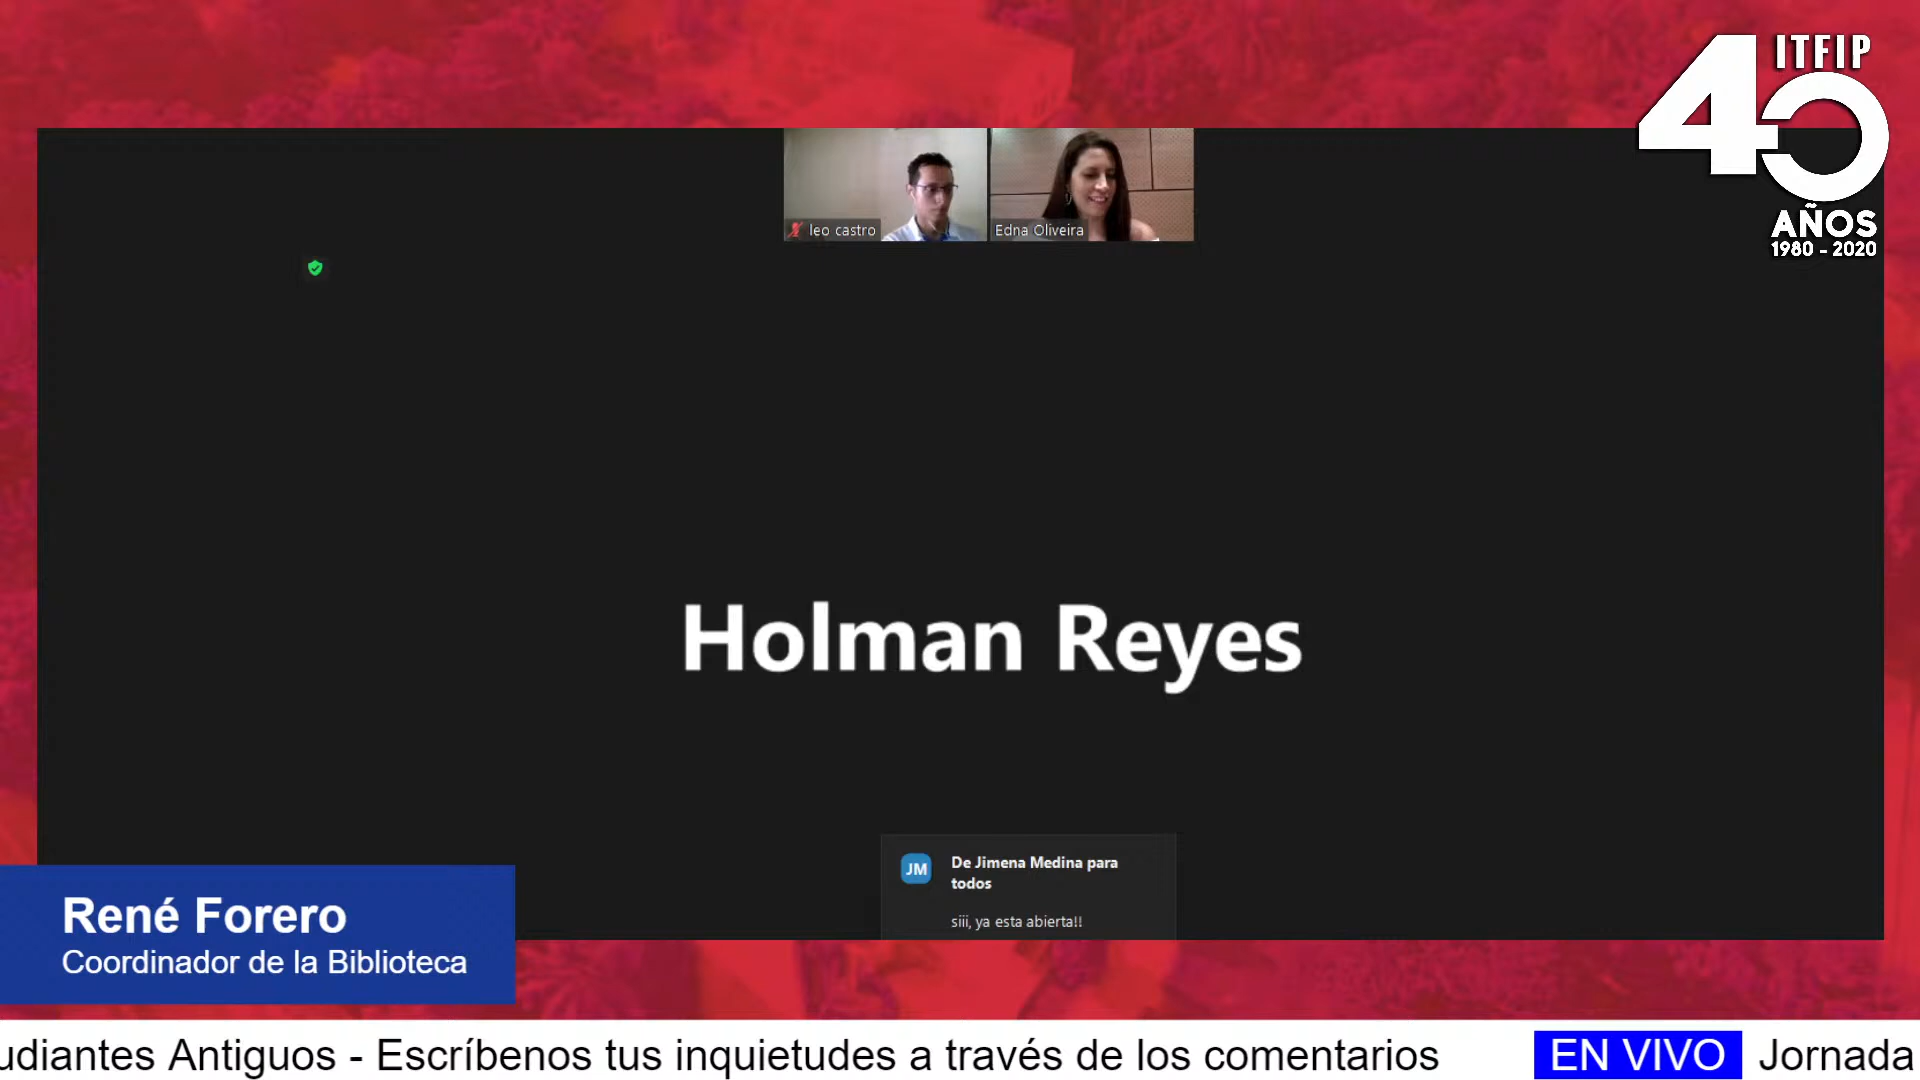 ITFIP
40
AÑOS
1980 - 2020
leo castro
Edna Oliveira
Holman Reyes
JM
De Jimena Medina para
todos
siii, ya esta abierta!!
René Forero
Coordinador de la Biblioteca
udiantes Antiguos - Escríbenos tus inquietudes a través de los comentarios EN VIVO Jornada